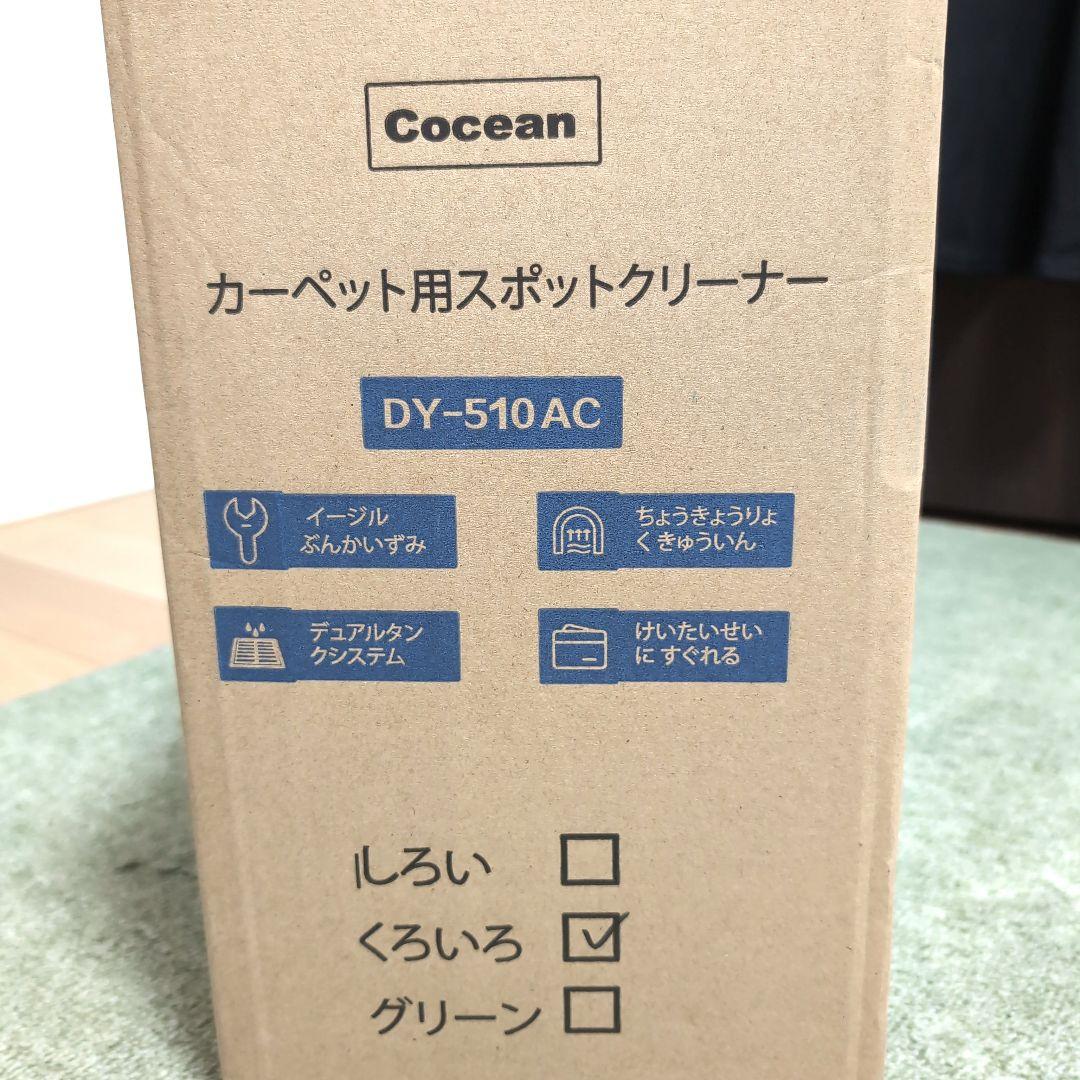 Cocean
カーペット用スポットクリーナー
DY-510AC
イージル
ぶんかいずみ
ちょうきょうりょ
くきゅういん
デュアルタン
クシステム
けいたいせい
に すぐれる
しろい
くろいろ
グリーン